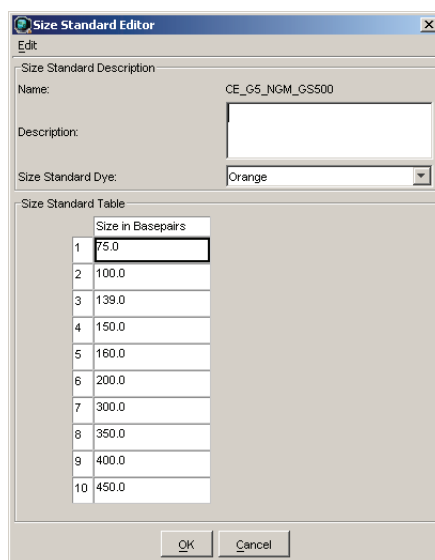 Size Standard Editor
Edit
Size Standard Description
Name: CE_G5_NGM_GS500
Description:
Size Standard Dye: Orange
Size Standard Table
Size in Basepairs
1 75.0
2 100.0
3 139.0
4 150.0
5 160.0
6 200.0
7 300.0
8 350.0
9 400.0
10 450.0
OK Cancel